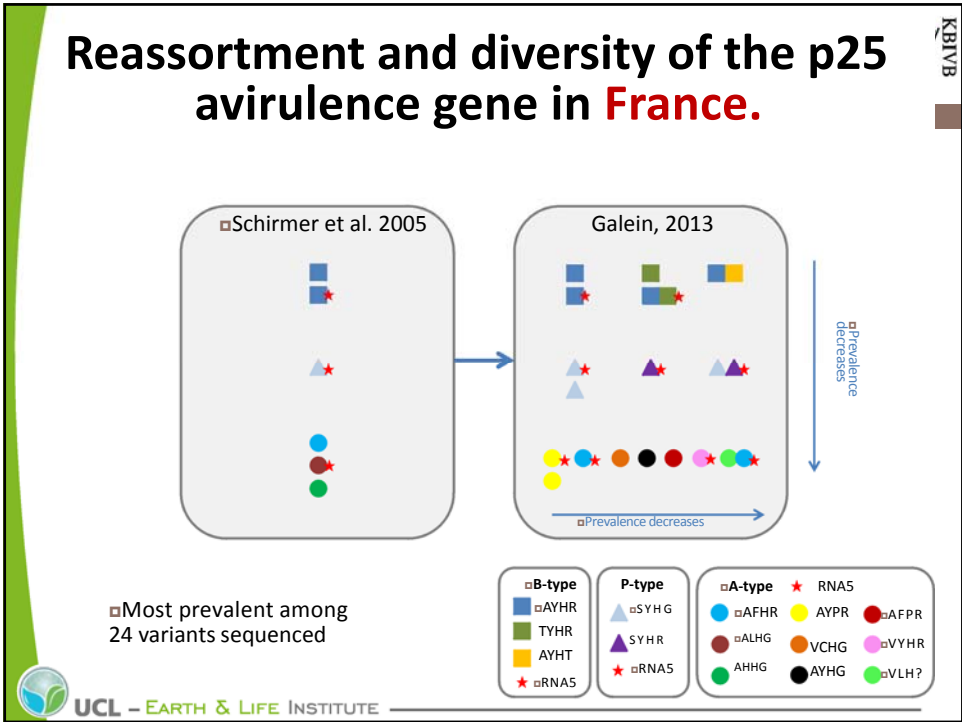 Reassortment and diversity of the p25
avirulence gene in France.
KBIVB
Schirmer et al. 2005
Galein, 2013
Prevalence
decreases
Prevalence decreases
Most prevalent among
24 variants sequenced
B-type
AYHR
TYHR
AYHT
RNA5
P-type
SYHG
SYHR
RNA5
A-type RNA5
AFHR AYPR AFPR
ALHG VCHG VYHR
AHHG AYHG VLH?
UCL – EARTH & LIFE INSTITUTE